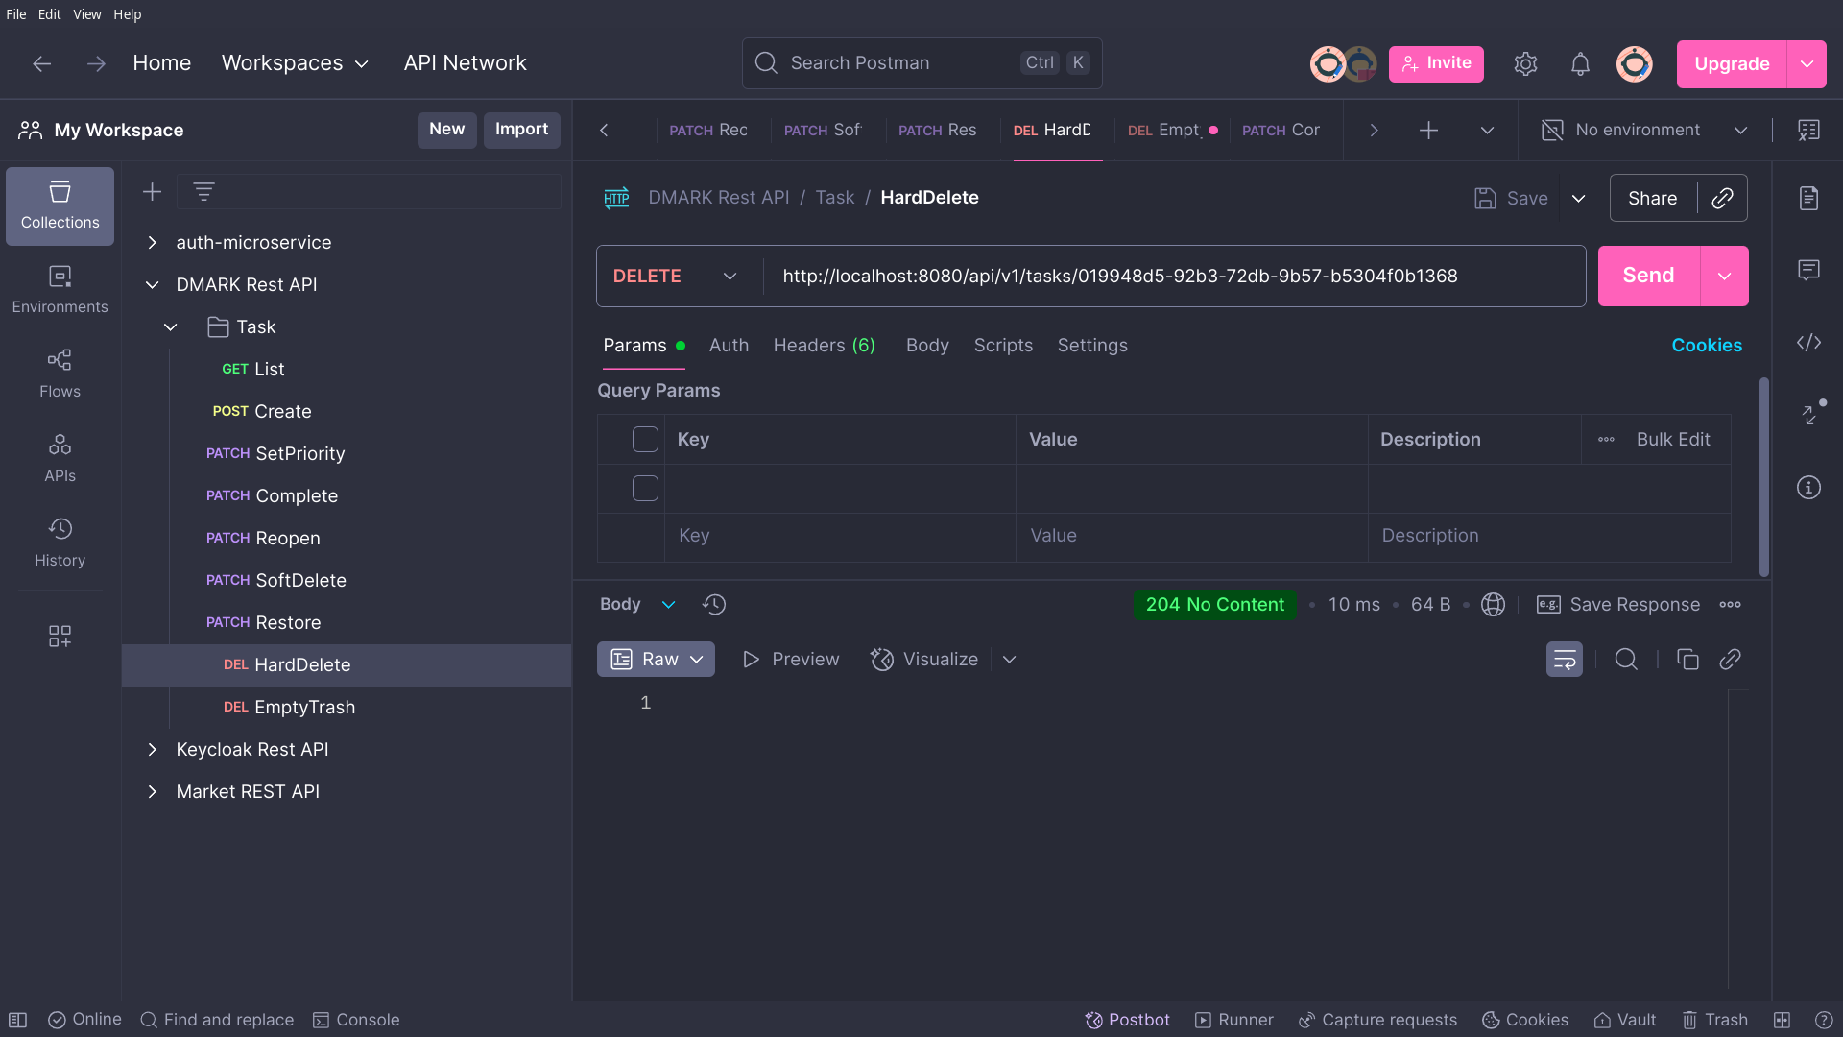 File Edit View Help
Home Workspaces API Network
Search Postman Ctrl K
Invite
Upgrade
My Workspace
New Import
PATCH Rec
PATCH Sof
PATCH Res
DEL HardD
DEL Empty
PATCH Cor
No environment
Collections
Environments
Flows
APIs
History
auth-microservice
DMARK Rest API
Task
GET List
POST Create
PATCH SetPriority
PATCH Complete
PATCH Reopen
PATCH SoftDelete
PATCH Restore
DEL HardDelete
DEL EmptyTrash
Keycloak Rest API
Market REST API
HTTP DMARK Rest API / Task / HardDelete
Save
Share
DELETE http://localhost:8080/api/v1/tasks/019948d5-92b3-72db-9b57-b5304f0b1368
Send
Params Auth Headers (6) Body Scripts Settings
Cookies
Query Params
Key Value Description Bulk Edit
Key Value Description
Body
204 No Content • 10 ms • 64 B
e.g. Save Response
Raw Preview Visualize
1
Online Find and replace Console
Postbot Runner Capture requests Cookies Vault Trash